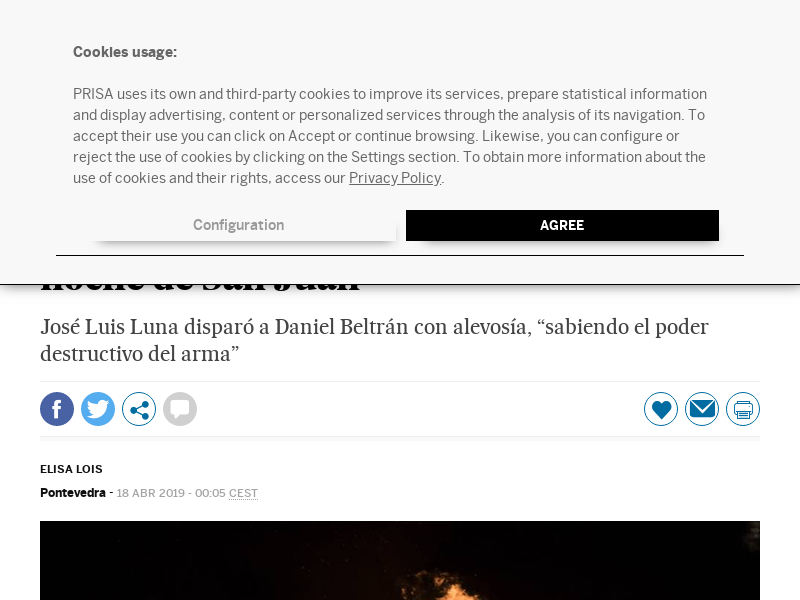 Cookies usage:
PRISA uses its own and third-party cookies to improve its services, prepare statistical information
and display advertising, content or personalized services through the analysis of its navigation. To
accept their use you can click on Accept or continue browsing. Likewise, you can configure or
reject the use of cookies by clicking on the Settings section. To obtain more information about the
use of cookies and their rights, access our Privacy Policy.
Configuration
AGREE
noche de San Juan
José Luis Luna disparó a Daniel Beltrán con alevosía, “sabiendo el poder
destructivo del arma”
ELISA LOIS
Pontevedra - 18 ABR 2019 - 00:05 CEST